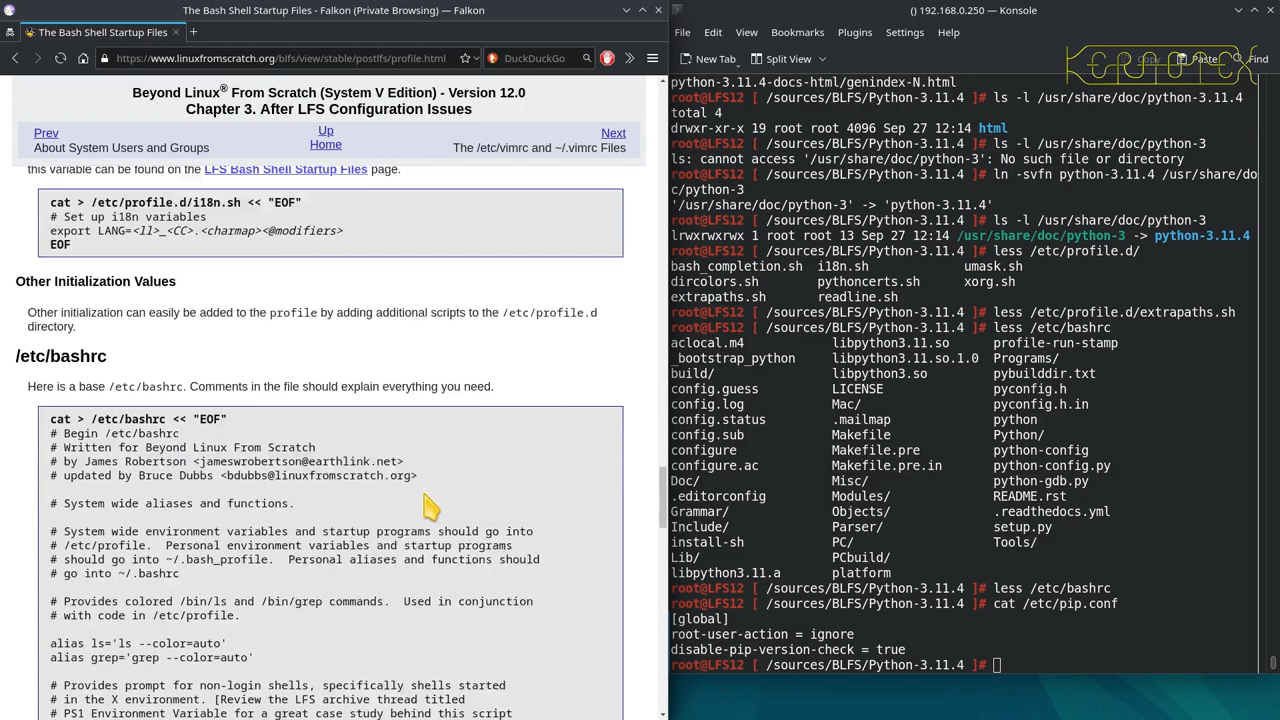 The Bash Shell Startup Files - Falkon (Private Browsing) — Falkon
The Bash Shell Startup Files
https://www.linuxfromscratch.org/blfs/view/stable/postlfs/profile.html
DuckDuckGo
Beyond Linux® From Scratch (System V Edition) - Version 12.0
Chapter 3. After LFS Configuration Issues
Prev
Up
Next
About System Users and Groups
Home
The /etc/vimrc and ~/.vimrc Files
this variable can be found on the LFS Bash Shell Startup Files page.
cat > /etc/profile.d/i18n.sh << "EOF"
# Set up i18n variables
export LANG=<ll>_<CC>.<charmap><@modifiers>
EOF
Other Initialization Values
Other initialization can easily be added to the profile by adding additional scripts to the /etc/profile.d
directory.
/etc/bashrc
Here is a base /etc/bashrc. Comments in the file should explain everything you need.
cat > /etc/bashrc << "EOF"
# Begin /etc/bashrc
# Written for Beyond Linux From Scratch
# by James Robertson <jameswrobertson@earthlink.net>
# updated by Bruce Dubbs <bdubbs@linuxfromscratch.org>
# System wide aliases and functions.
# System wide environment variables and startup programs should go into
# /etc/profile.  Personal environment variables and startup programs
# should go into ~/.bash_profile.  Personal aliases and functions should
# go into ~/.bashrc
# Provides colored /bin/ls and /bin/grep commands.  Used in conjunction
# with code in /etc/profile.
alias ls='ls --color=auto'
alias grep='grep --color=auto'
# Provides prompt for non-login shells, specifically shells started
# in the X environment. [Review the LFS archive thread titled
# PS1 Environment Variable for a great case study behind this script
() 192.168.0.250 — Konsole
File Edit View Bookmarks Plugins Settings Help
New Tab Split View Copy Paste Find
python-3.11.4-docs-html/genindex-N.html
root@LFS12 [ /sources/BLFS/Python-3.11.4 ]# ls -l /usr/share/doc/python-3.11.4
total 4
drwxr-xr-x 19 root root 4096 Sep 27 12:14 html
root@LFS12 [ /sources/BLFS/Python-3.11.4 ]# ls -l /usr/share/doc/python-3
ls: cannot access '/usr/share/doc/python-3': No such file or directory
root@LFS12 [ /sources/BLFS/Python-3.11.4 ]# ln -svfn python-3.11.4 /usr/share/do
c/python-3
'/usr/share/doc/python-3' -> 'python-3.11.4'
root@LFS12 [ /sources/BLFS/Python-3.11.4 ]# ls -l /usr/share/doc/python-3
lrwxrwxrwx 1 root root 13 Sep 27 12:14 /usr/share/doc/python-3 -> python-3.11.4
root@LFS12 [ /sources/BLFS/Python-3.11.4 ]# less /etc/profile.d/
bash_completion.sh i18n.sh umask.sh
dircolors.sh pythoncerts.sh xorg.sh
extrapaths.sh readline.sh
root@LFS12 [ /sources/BLFS/Python-3.11.4 ]# less /etc/profile.d/extrapaths.sh
root@LFS12 [ /sources/BLFS/Python-3.11.4 ]# less /etc/bashrc
aclocal.m4 libpython3.11.so profile-run-stamp
_bootstrap_python libpython3.11.so.1.0 Programs/
build/ libpython3.so pybuilddir.txt
config.guess LICENSE pyconfig.h
config.log Mac/ pyconfig.h.in
config.status .mailmap python
config.sub Makefile Python/
configure Makefile.pre python-config
configure.ac Makefile.pre.in python-config.py
Doc/ Misc/ python-gdb.py
.editorconfig Modules/ README.rst
Grammar/ Objects/ .readthedocs.yml
Include/ Parser/ setup.py
install-sh PC/ Tools/
Lib/ PCbuild/
libpython3.11.a platform
root@LFS12 [ /sources/BLFS/Python-3.11.4 ]# less /etc/bashrc
root@LFS12 [ /sources/BLFS/Python-3.11.4 ]# cat /etc/pip.conf
[global]
root-user-action = ignore
disable-pip-version-check = true
root@LFS12 [ /sources/BLFS/Python-3.11.4 ]#